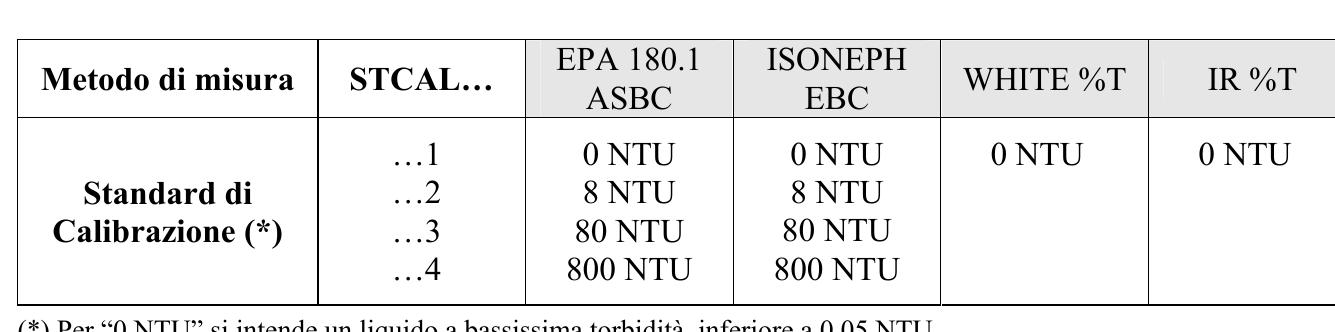 Metodo di misura STCAL… EPA 180.1 ASBC ISONEPH EBC WHITE %T IR %T
Standard di Calibrazione (*)
…1 0 NTU 0 NTU 0 NTU 0 NTU
…2 8 NTU 8 NTU
…3 80 NTU 80 NTU
…4 800 NTU 800 NTU
(*) Per “0 NTU” si intende un liquido a bassissima torbidità, inferiore a 0.05 NTU